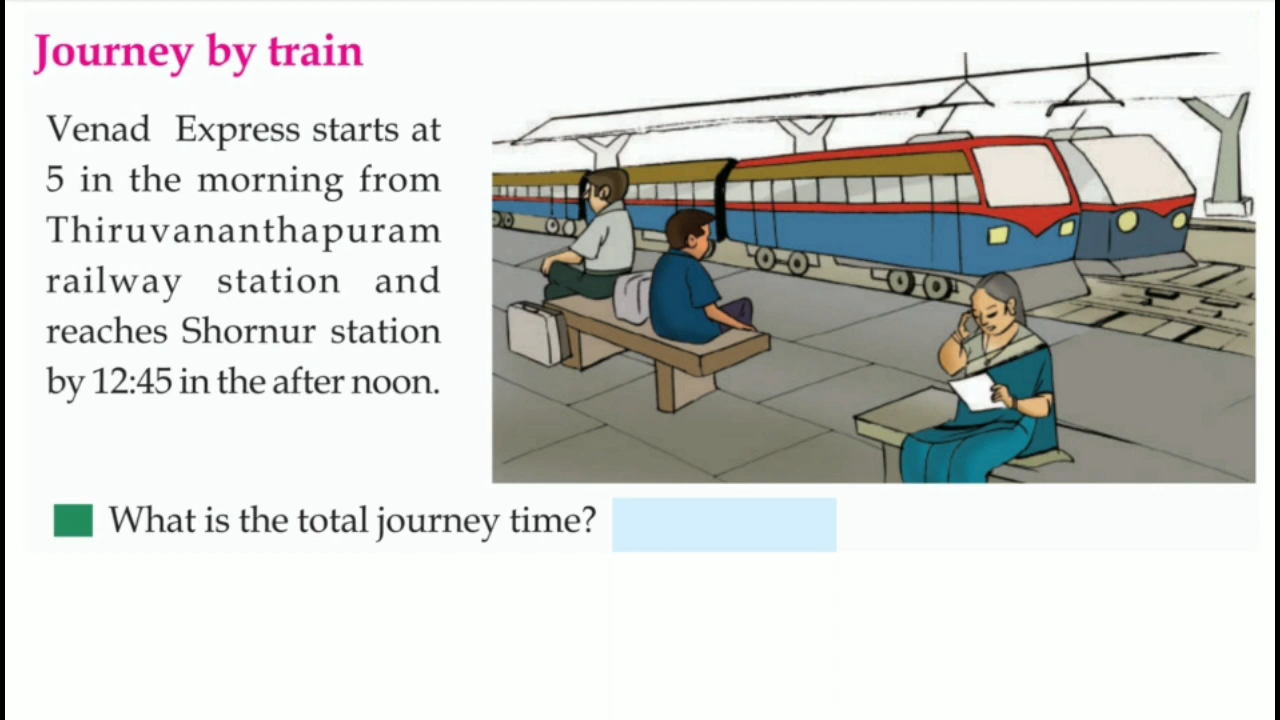 Journey by train
Venad Express starts at
5 in the morning from
Thiruvananthapuram
railway station and
reaches Shornur station
by 12:45 in the after noon.
What is the total journey time?